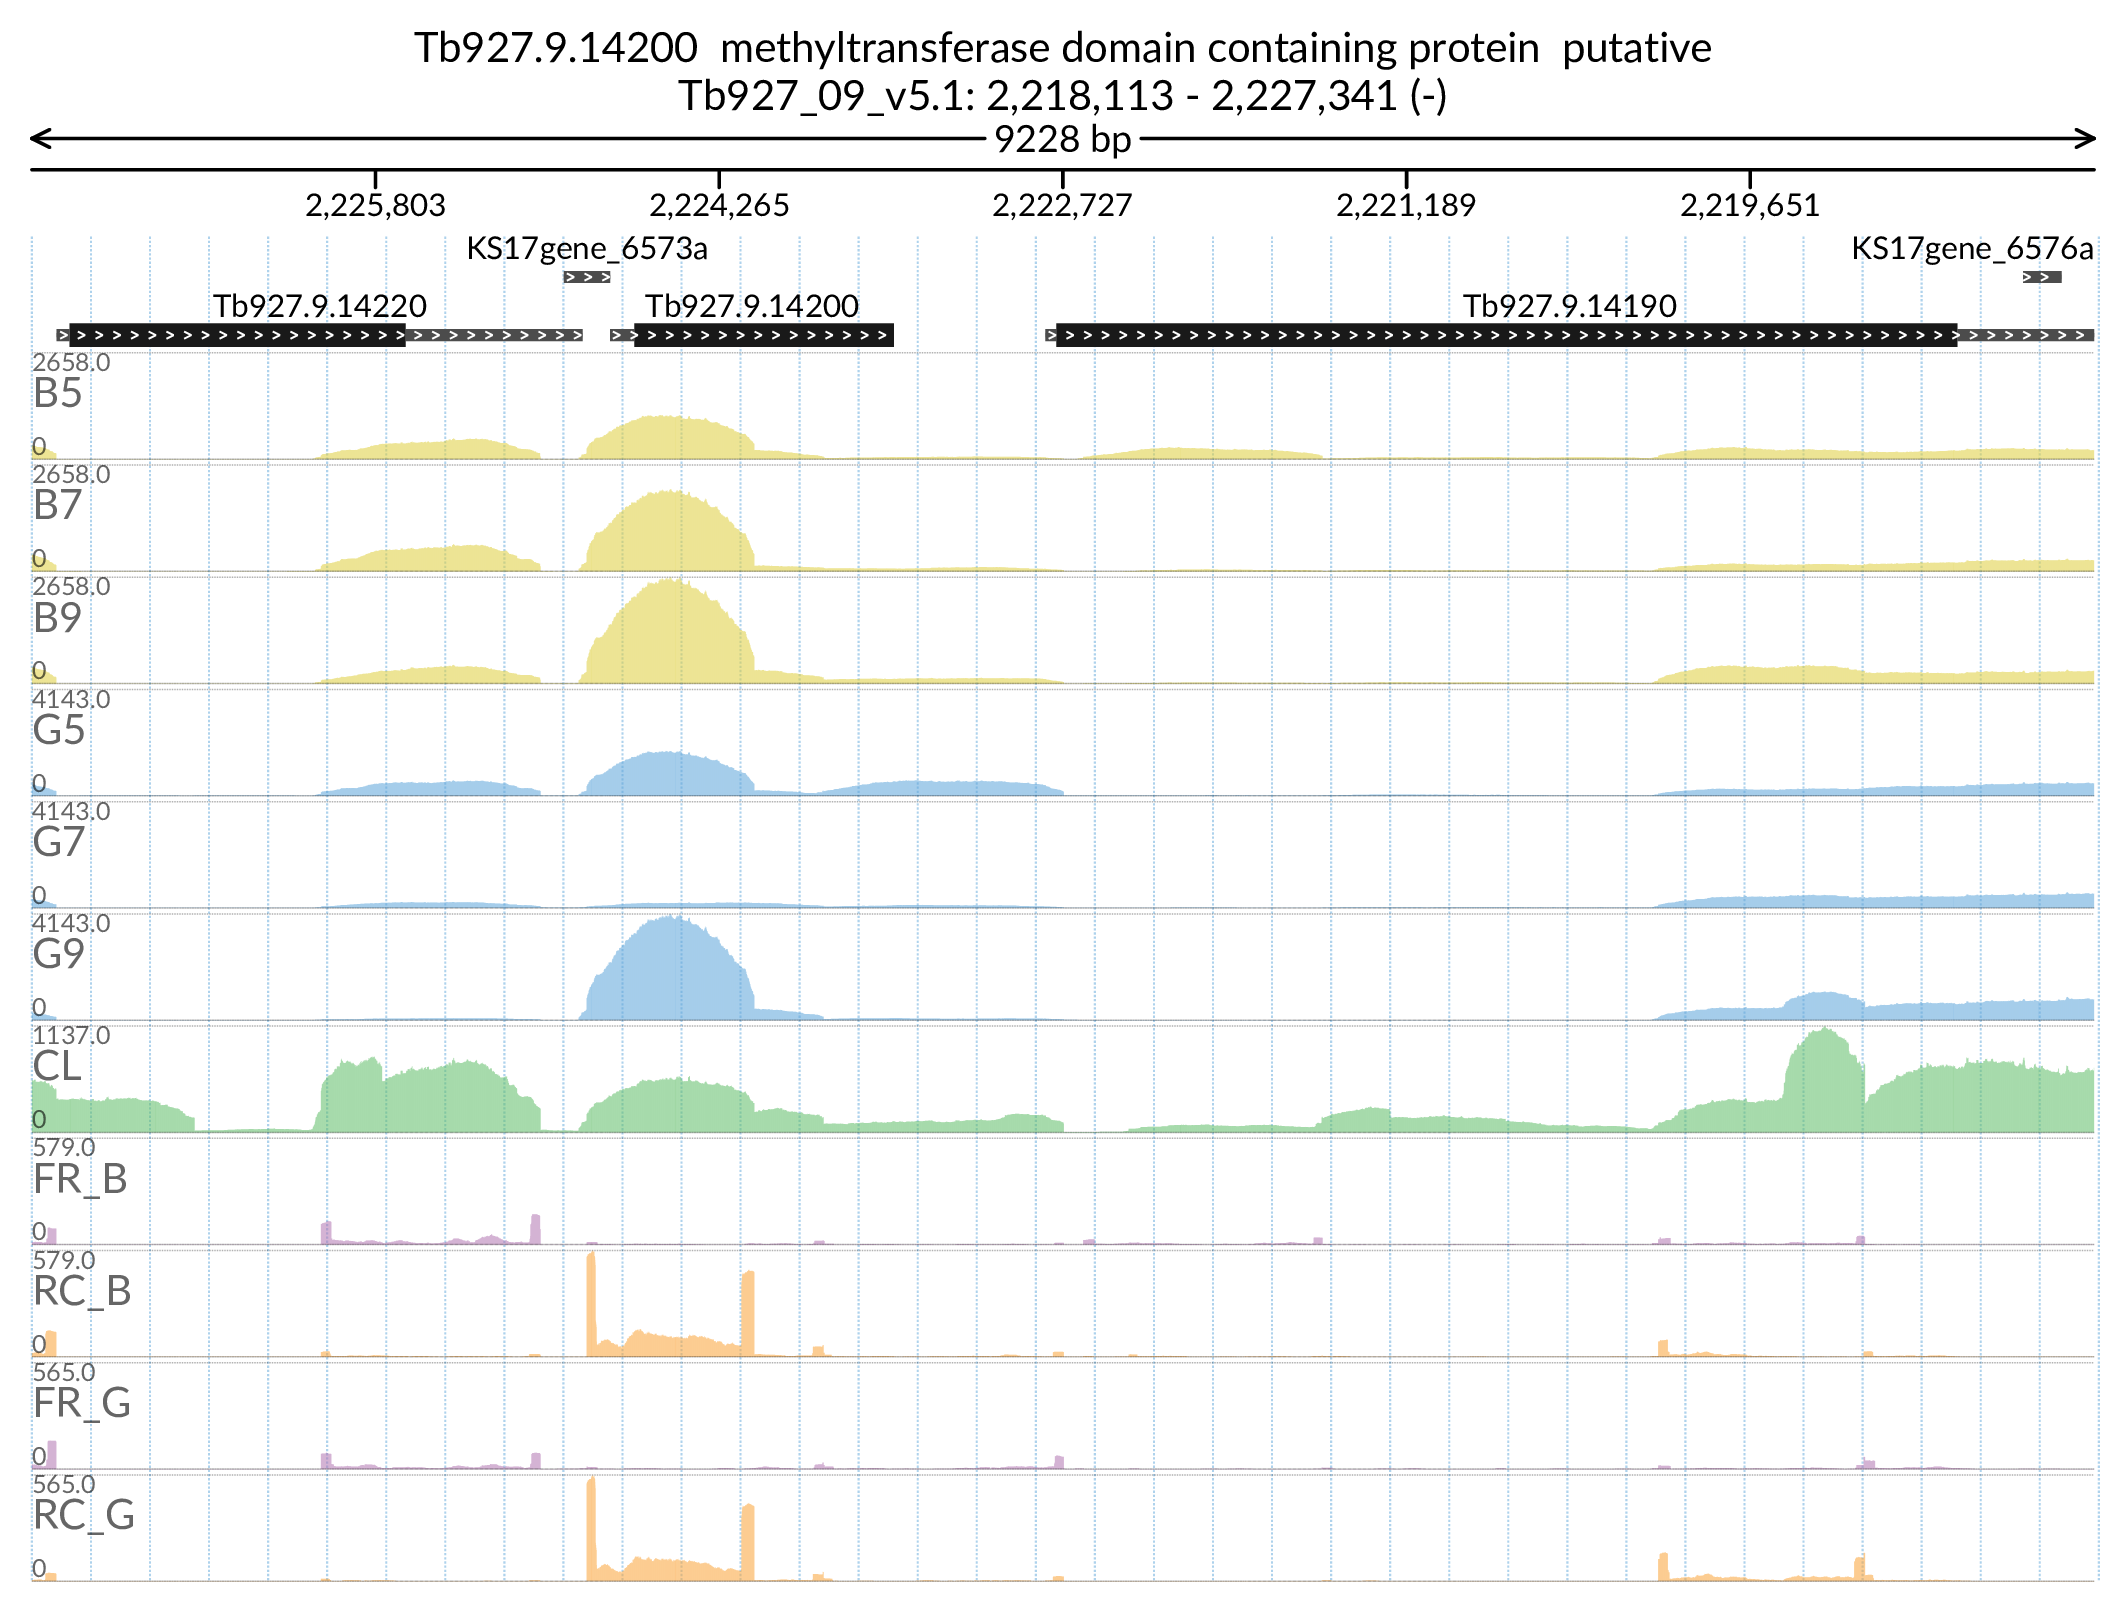 Tb927.9.14200  methyltransferase domain containing protein  putative
Tb927_09_v5.1: 2,218,113 - 2,227,341 (-)
9228 bp
2,225,803 2,224,265 2,222,727 2,221,189 2,219,651
KS17gene_6573a KS17gene_6576a
Tb927.9.14220 Tb927.9.14200 Tb927.9.14190
2658.0
B5
0
2658.0
B7
0
2658.0
B9
0
4143.0
G5
0
4143.0
G7
0
4143.0
G9
0
1137.0
CL
0
579.0
FR_B
0
579.0
RC_B
0
565.0
FR_G
0
565.0
RC_G
0